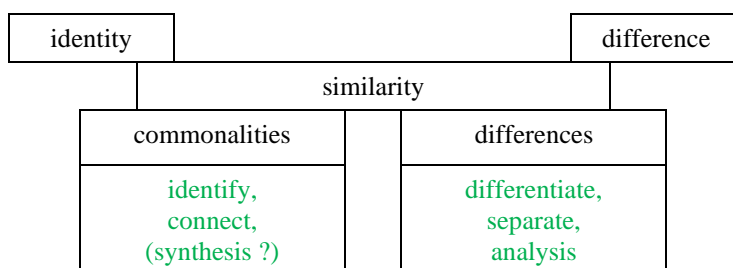 identity
difference
similarity
commonalities
differences
identify,
connect,
(synthesis ?)
differentiate,
separate,
analysis